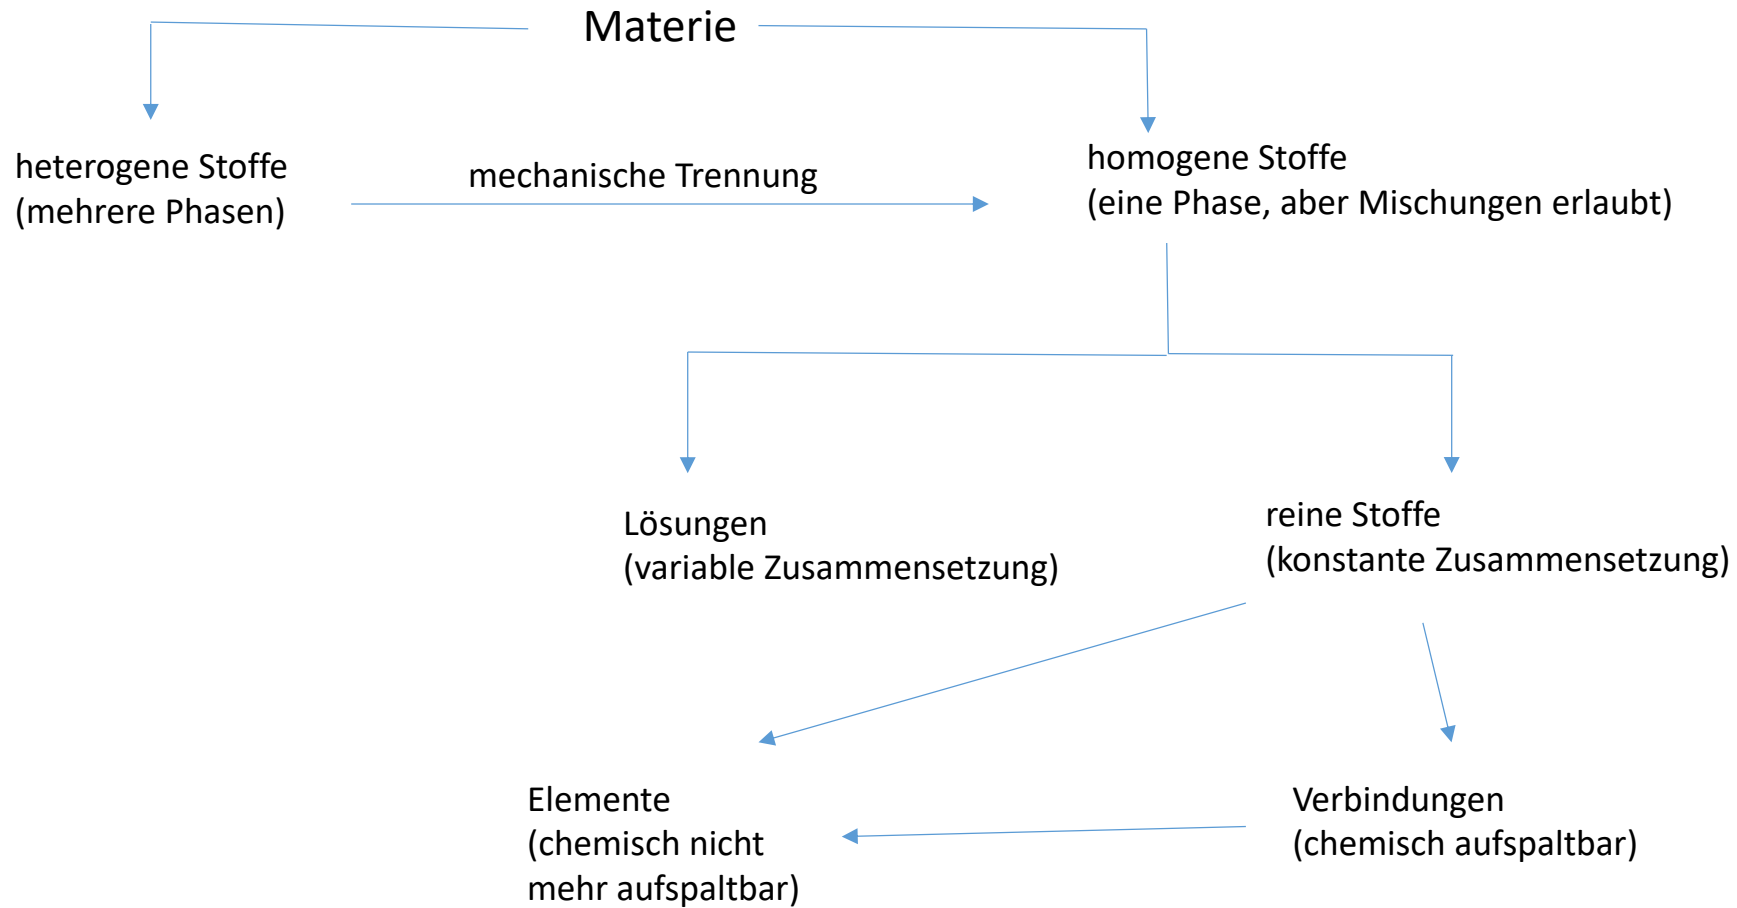 Materie
heterogene Stoffe
(mehrere Phasen)
mechanische Trennung
homogene Stoffe
(eine Phase, aber Mischungen erlaubt)
Lösungen
(variable Zusammensetzung)
reine Stoffe
(konstante Zusammensetzung)
Elemente
(chemisch nicht
mehr aufspaltbar)
Verbindungen
(chemisch aufspaltbar)